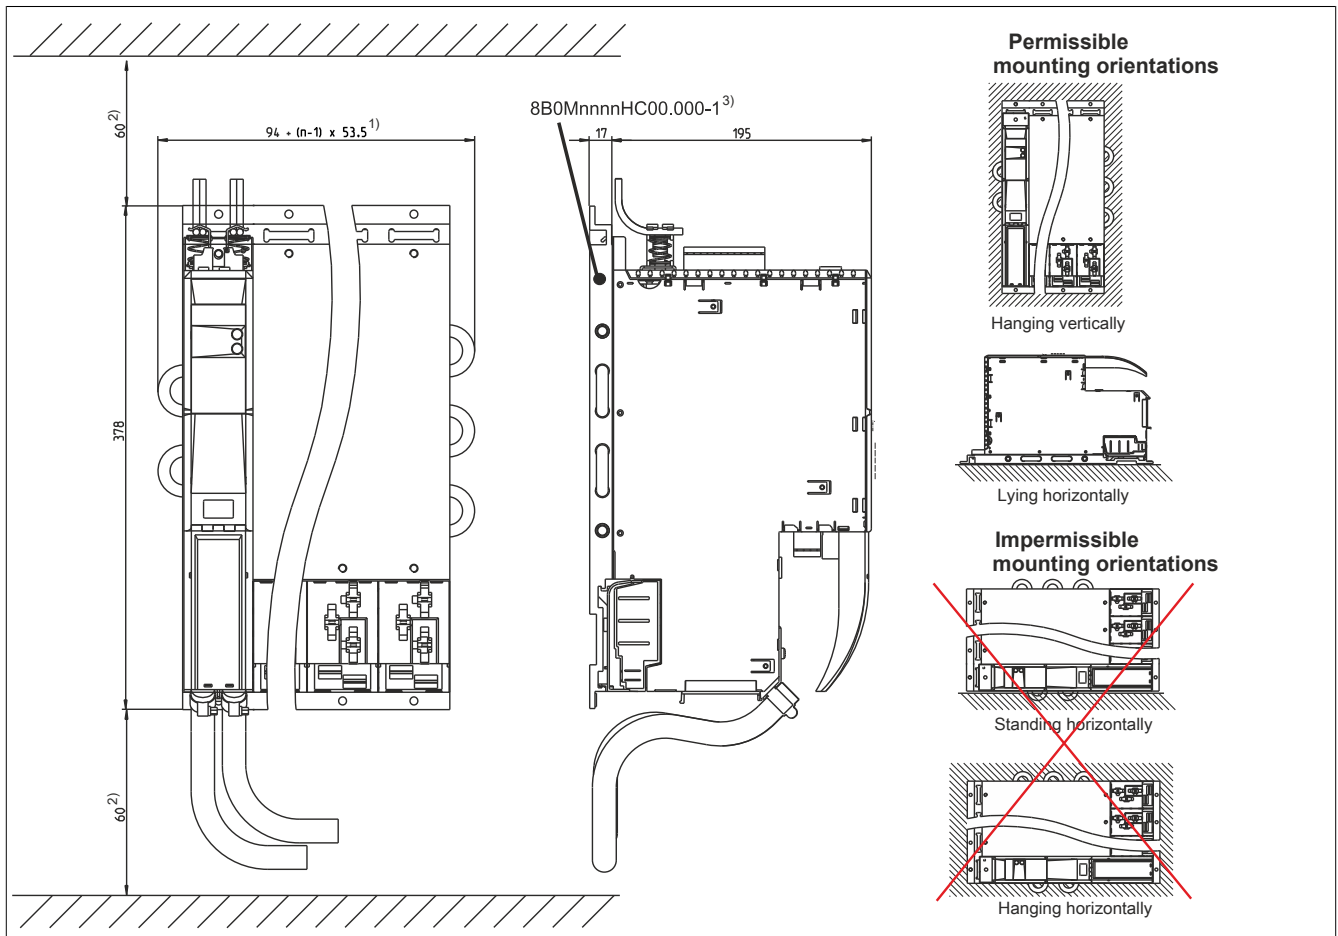 Permissible
mounting orientations
8B0MnnnnHC00.000-1 3)
60 2)
94 + (n-1) x 53.5 1)
17
195
Hanging vertically
378
Lying horizontally
Impermissible
mounting orientations
Standing horizontally
60 2)
Hanging horizontally